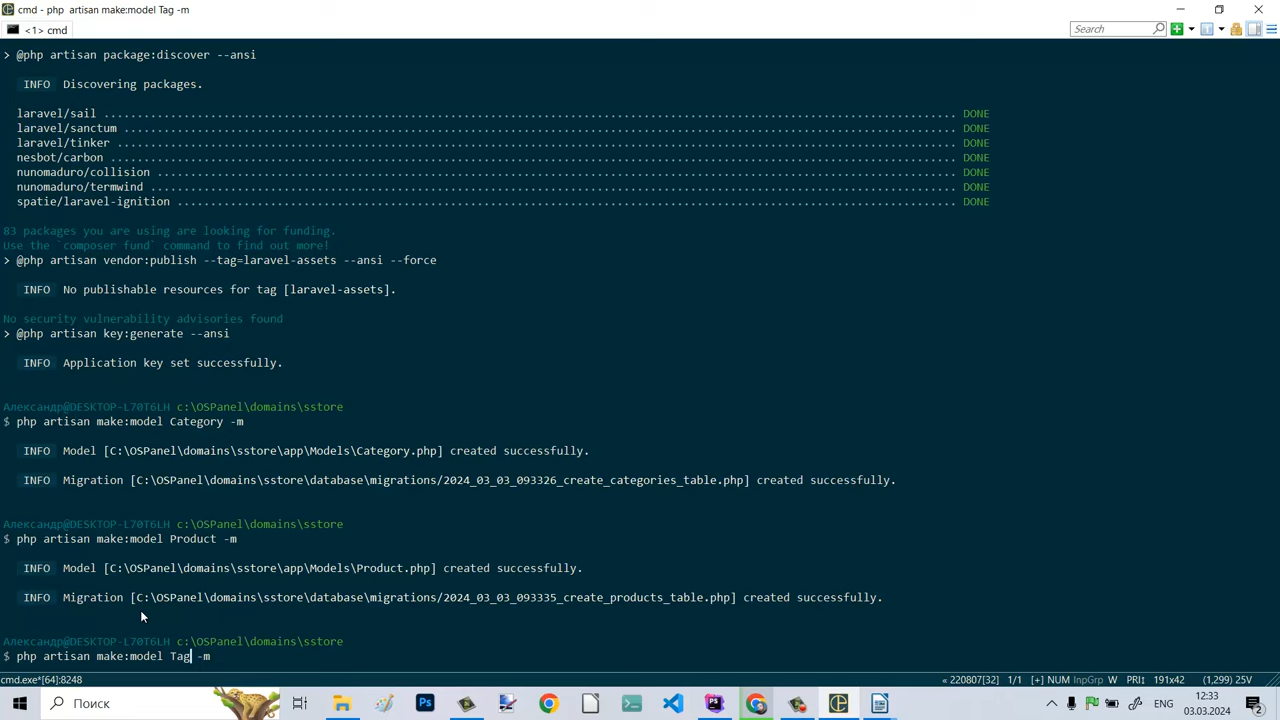 cmd - php  artisan make:model Tag -m
<1> cmd
Search
> @php artisan package:discover --ansi
INFO  Discovering packages.
laravel/sail ................................................................................................................................ DONE
laravel/sanctum ............................................................................................................................. DONE
laravel/tinker .............................................................................................................................. DONE
nesbot/carbon ............................................................................................................................... DONE
nunomaduro/collision ........................................................................................................................ DONE
nunomaduro/termwind ......................................................................................................................... DONE
spatie/laravel-ignition ..................................................................................................................... DONE
83 packages you are using are looking for funding.
Use the `composer fund` command to find out more!
> @php artisan vendor:publish --tag=laravel-assets --ansi --force
INFO  No publishable resources for tag [laravel-assets].
No security vulnerability advisories found
> @php artisan key:generate --ansi
INFO  Application key set successfully.
Александр@DESKTOP-L70T6LH c:\OSPanel\domains\sstore
$ php artisan make:model Category -m
INFO  Model [C:\OSPanel\domains\sstore\app\Models\Category.php] created successfully.
INFO  Migration [C:\OSPanel\domains\sstore\database\migrations/2024_03_03_093326_create_categories_table.php] created successfully.
Александр@DESKTOP-L70T6LH c:\OSPanel\domains\sstore
$ php artisan make:model Product -m
INFO  Model [C:\OSPanel\domains\sstore\app\Models\Product.php] created successfully.
INFO  Migration [C:\OSPanel\domains\sstore\database\migrations/2024_03_03_093335_create_products_table.php] created successfully.
Александр@DESKTOP-L70T6LH c:\OSPanel\domains\sstore
$ php artisan make:model Tag -m
cmd.exe*[64]:8248
« 220807[32]  1/1  [+] NUM  InpGrp  W  PRI↕  191x42  (1,299) 25V
Поиск
Ps
PS
12:33
03.03.2024
2